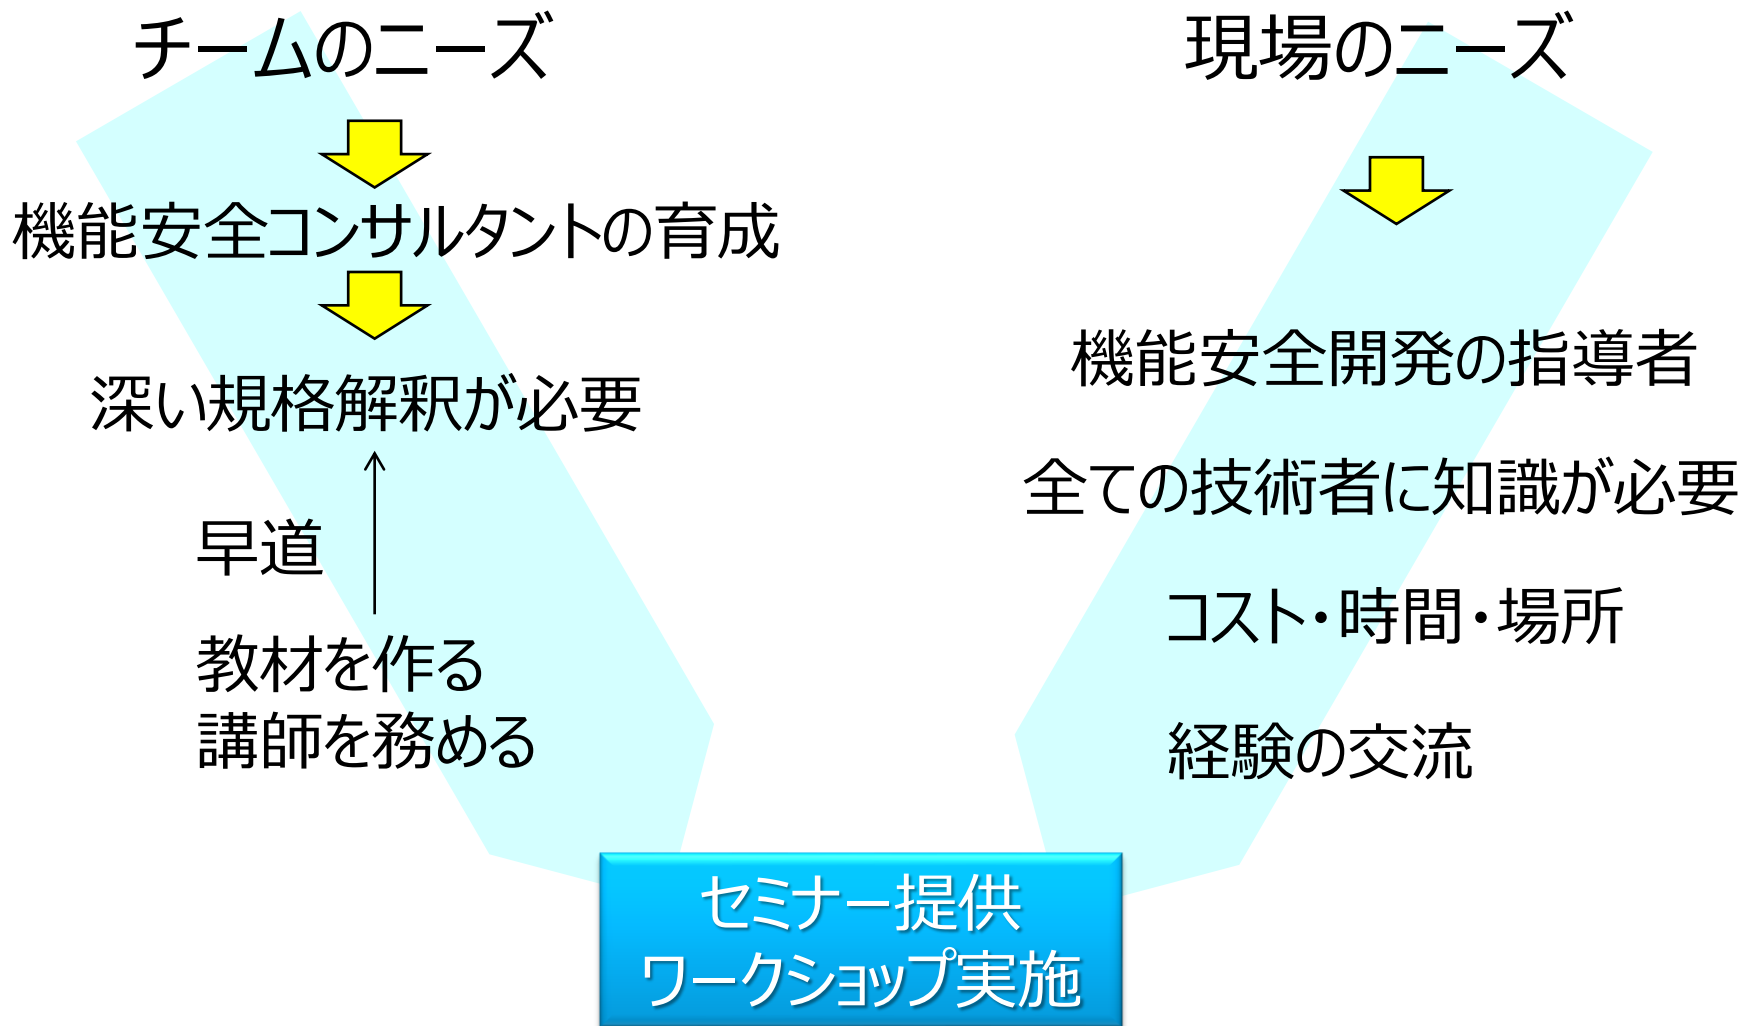 チームのニーズ
機能安全コンサルタントの育成
深い規格解釈が必要
早道
教材を作る
講師を務める
現場のニーズ
機能安全開発の指導者
全ての技術者に知識が必要
コスト・時間・場所
経験の交流
セミナー提供
ワークショップ実施